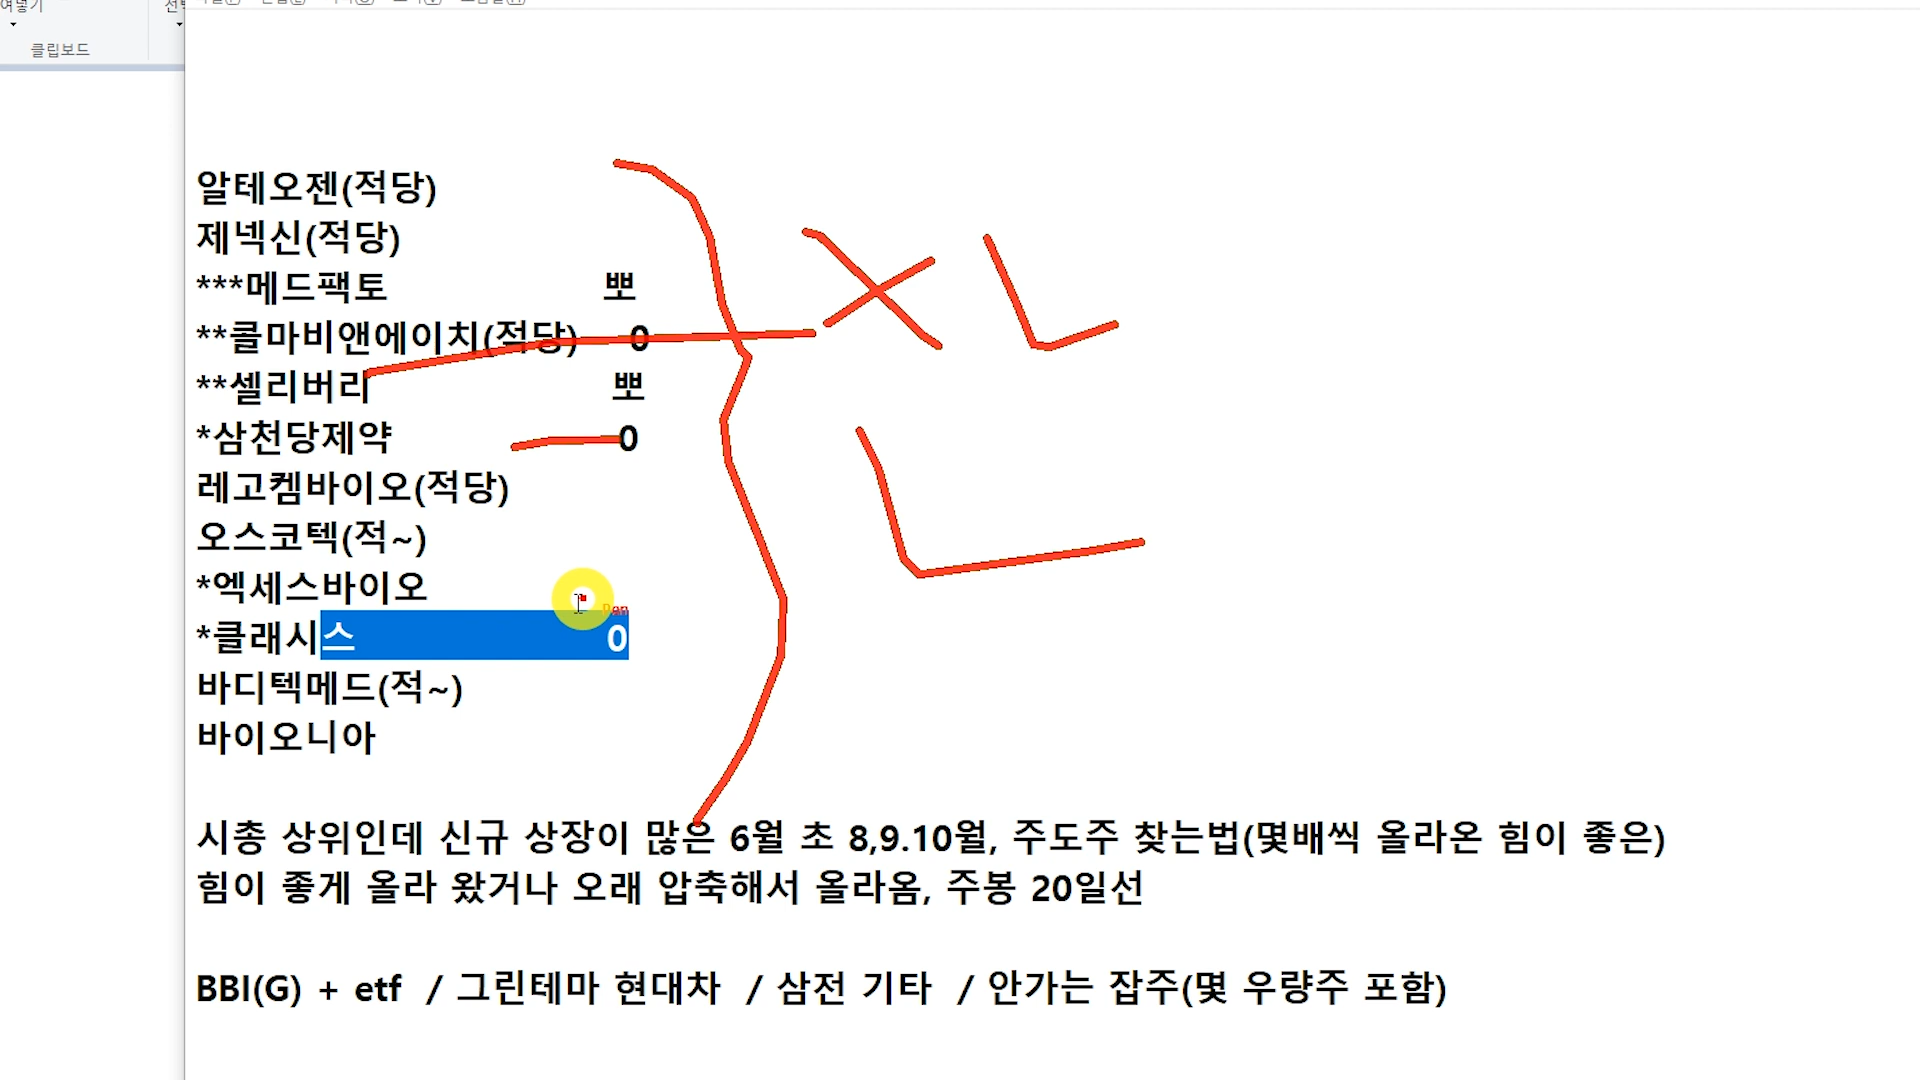 여넣기
클립보드
알테오젠(적당)
제넥신(적당)
***메드팩토 뽀
**콜마비앤에이치(적당) 0
**셀리버리 뽀
*삼천당제약 0
레고켐바이오(적당)
오스코텍(적~)
*엑세스바이오
Pen
*클래시스 0
바디텍메드(적~)
바이오니아
시총 상위인데 신규 상장이 많은 6월 초 8,9.10월, 주도주 찾는법(몇배씩 올라온 힘이 좋은)
힘이 좋게 올라 왔거나 오래 압축해서 올라옴, 주봉 20일선
BBI(G) + etf / 그린테마 현대차 / 삼전 기타 / 안가는 잡주(몇 우량주 포함)